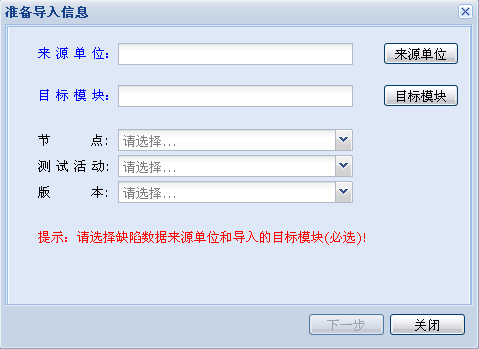 准备导入信息
来源单位: 来源单位
目标模块: 目标模块
节 点: 请选择...
测试活动: 请选择...
版 本: 请选择...
提示: 请选择缺陷数据来源单位和导入的目标模块(必选)!
下一步 关闭